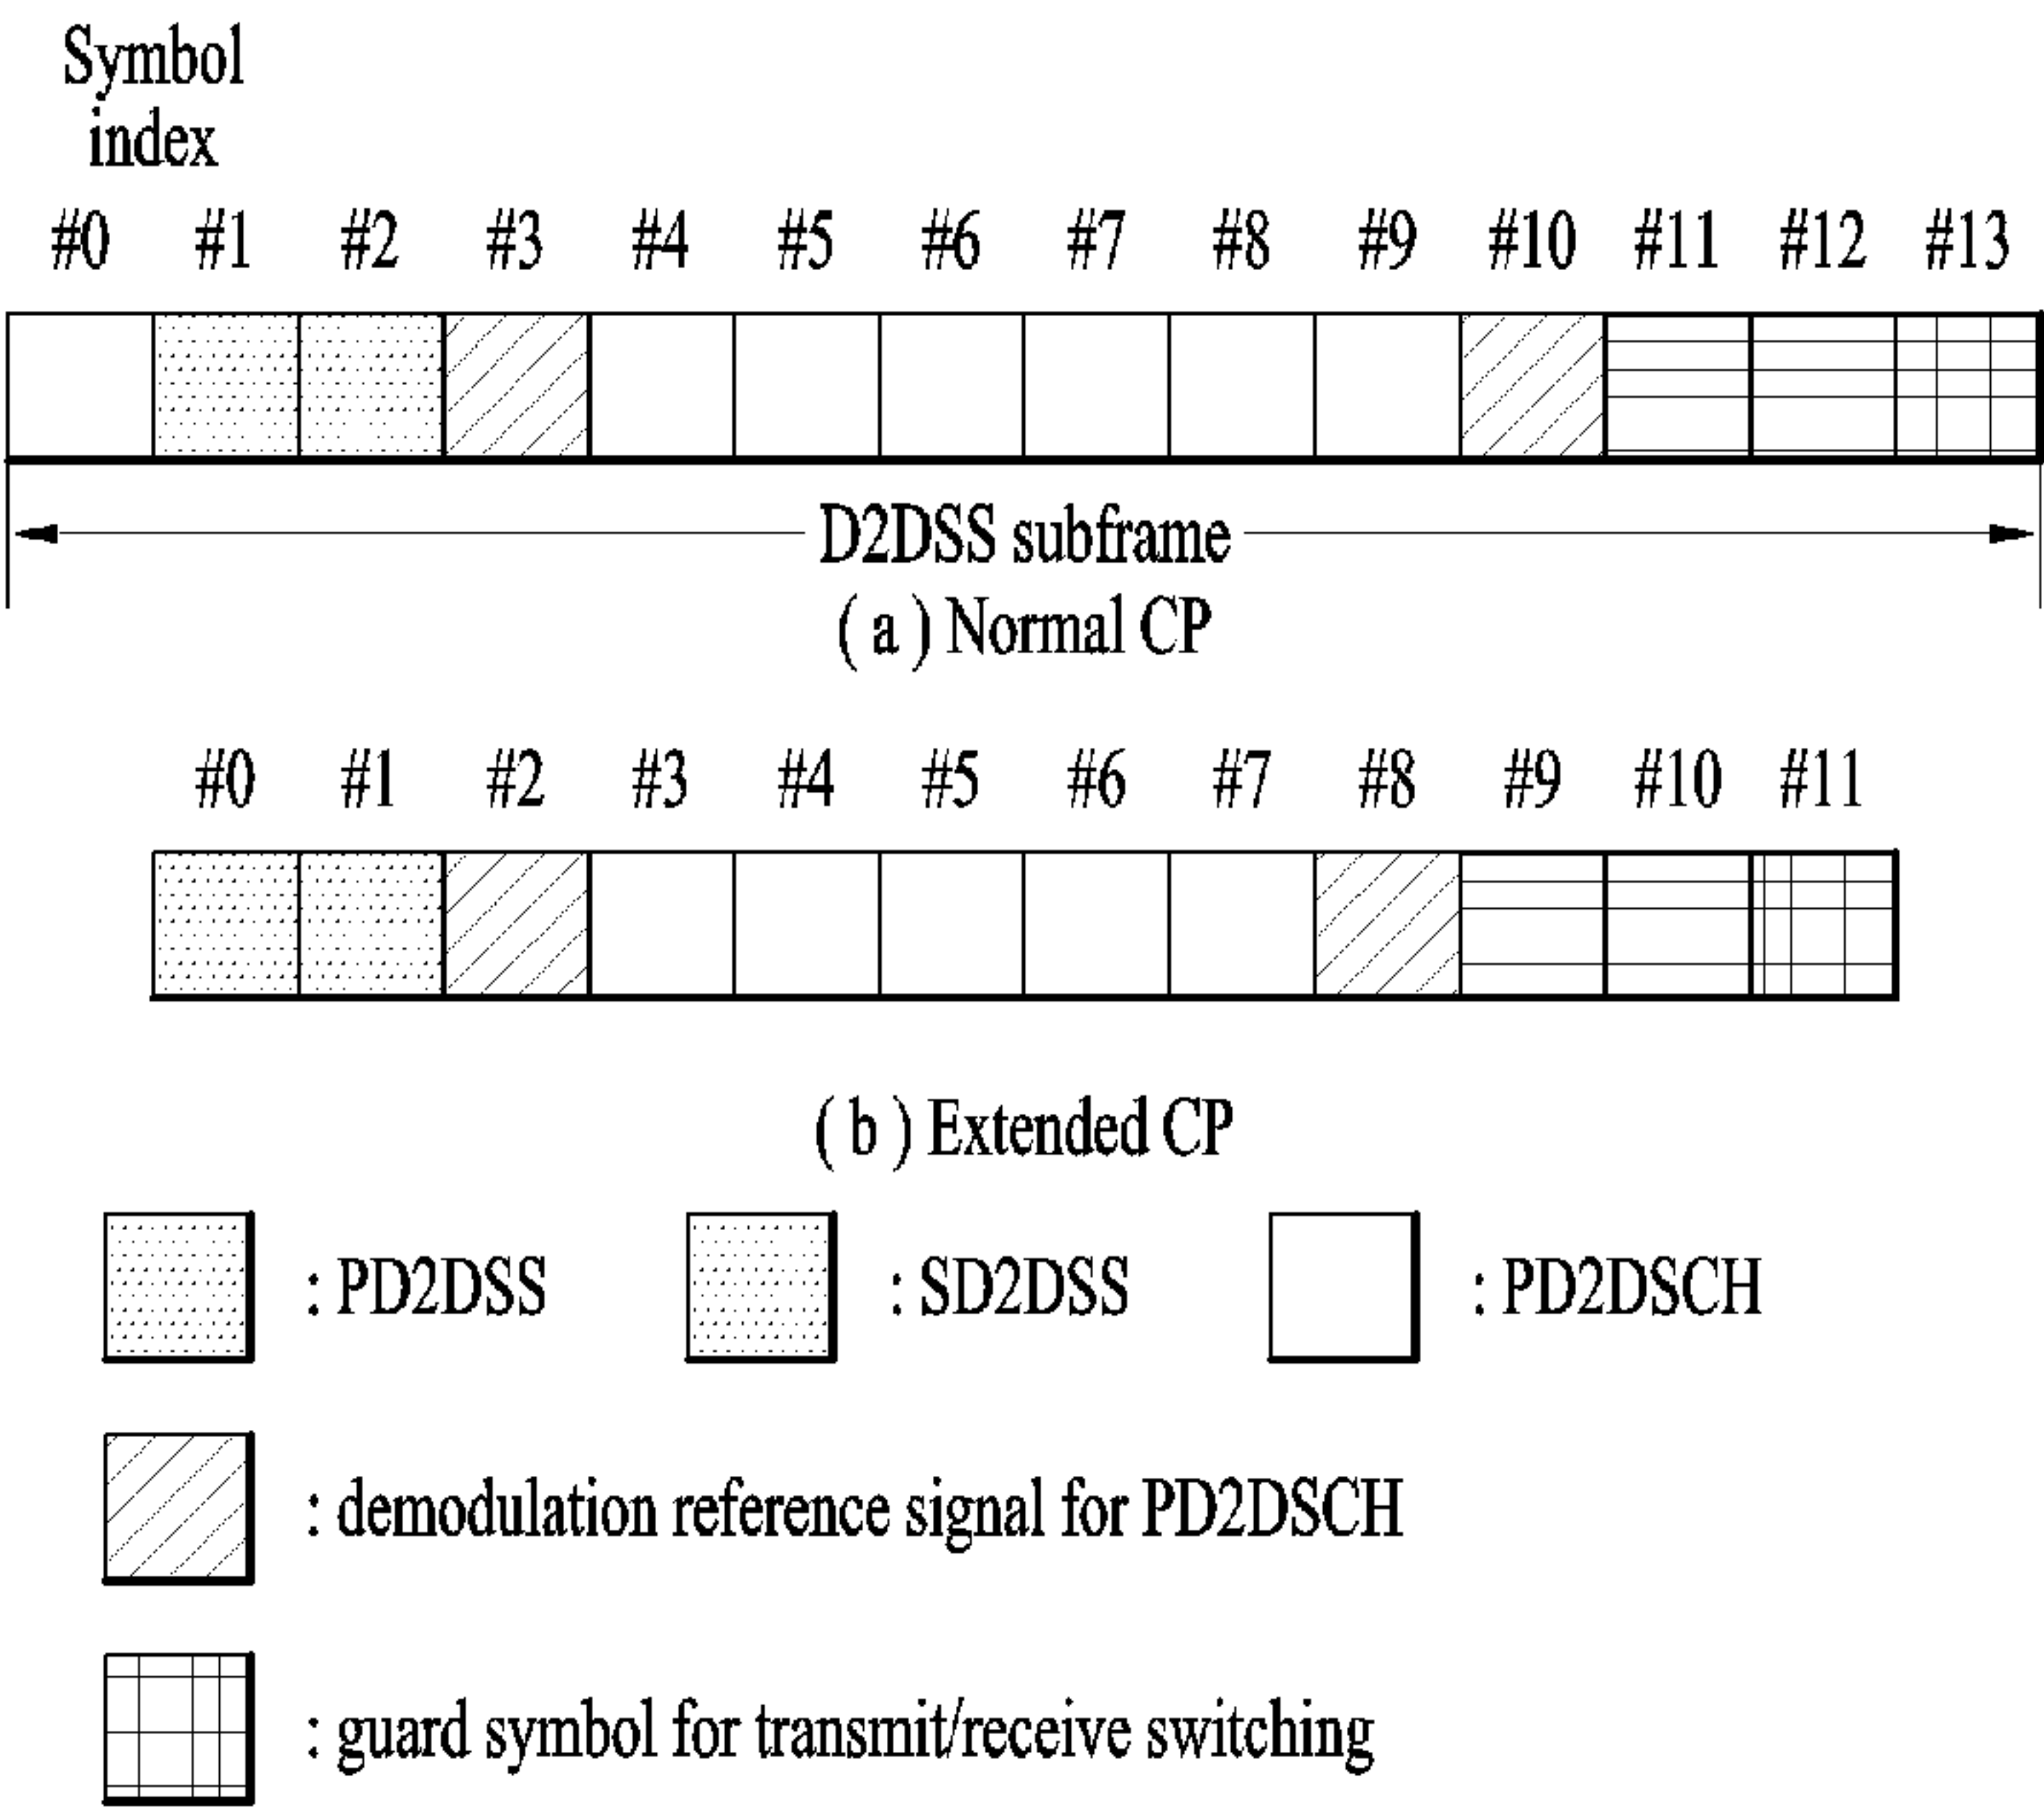 Symbol
index
#0 #1 #2 #3 #4 #5 #6 #7 #8 #9 #10 #11 #12 #13
D2DSS subframe
( a ) Normal CP
#0 #1 #2 #3 #4 #5 #6 #7 #8 #9 #10 #11
( b ) Extended CP
: PD2DSS : SD2DSS : PD2DSCH
: demodulation reference signal for PD2DSCH
: guard symbol for transmit/receive switching